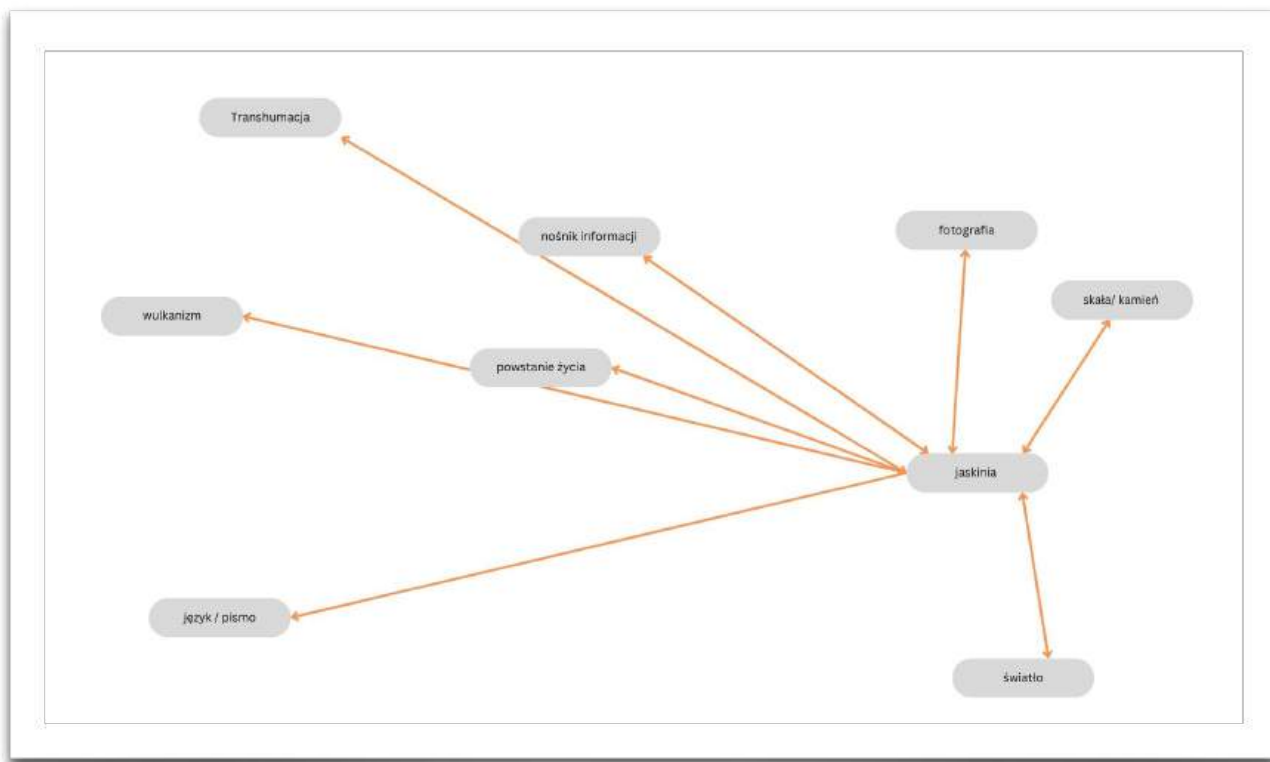 Transhumacja
nośnik informacji
fotografia
skała/ kamień
wulkanizm
powstanie życia
jaskinia
język / pismo
światło